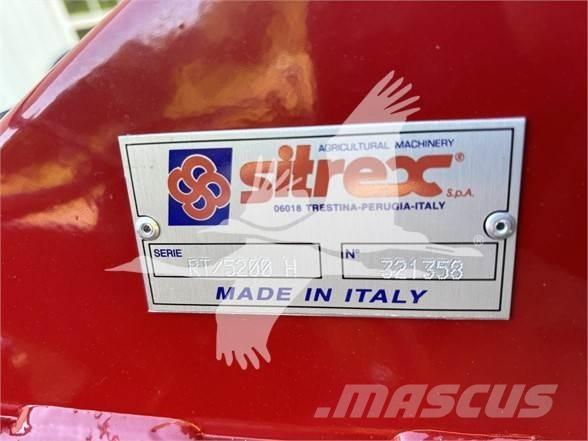 AGRICULTURAL MACHINERY
sitrex®
S.p.A.
06018 TRESTINA-PERUGIA-ITALY
SERIE RT/5200 H N° 321358
MADE IN ITALY
MASCUS